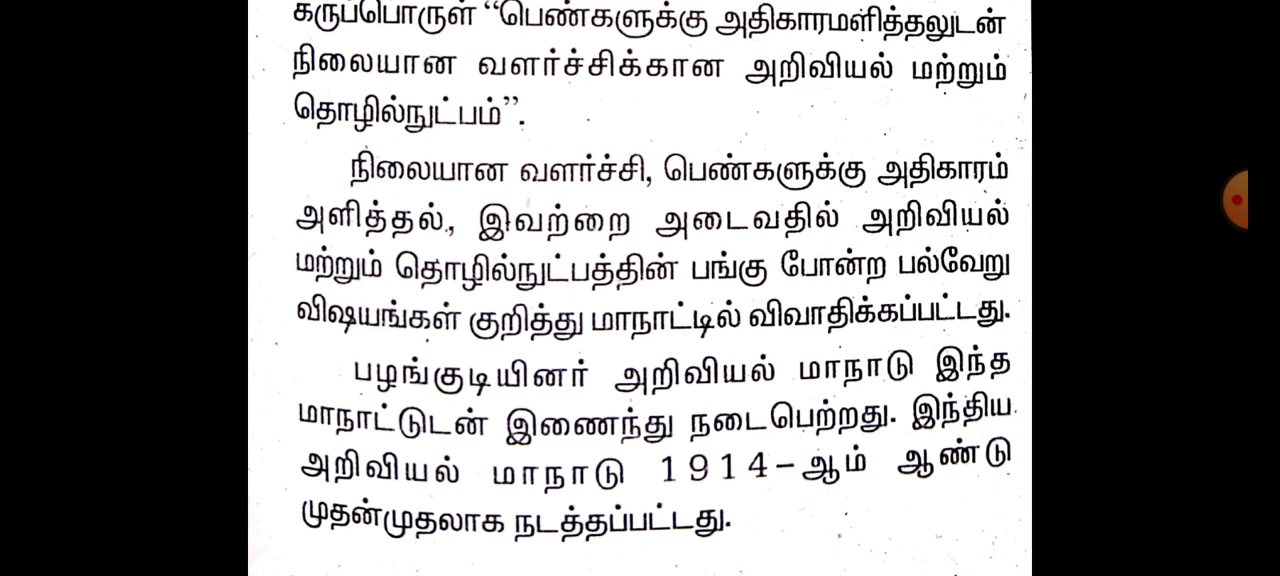 கருப்பொருள் “பெண்களுக்கு அதிகாரமளித்தலுடன்
நிலையான வளர்ச்சிக்கான அறிவியல் மற்றும்
தொழில்நுட்பம்”.
நிலையான வளர்ச்சி, பெண்களுக்கு அதிகாரம்
அளித்தல், இவற்றை அடைவதில் அறிவியல்
மற்றும் தொழில்நுட்பத்தின் பங்கு போன்ற பல்வேறு
விஷயங்கள் குறித்து மாநாட்டில் விவாதிக்கப்பட்டது.
பழங்குடியினர் அறிவியல் மாநாடு இந்த
மாநாட்டுடன் இணைந்து நடைபெற்றது. இந்திய
அறிவியல் மாநாடு 1914-ஆம் ஆண்டு
முதன்முதலாக நடத்தப்பட்டது.